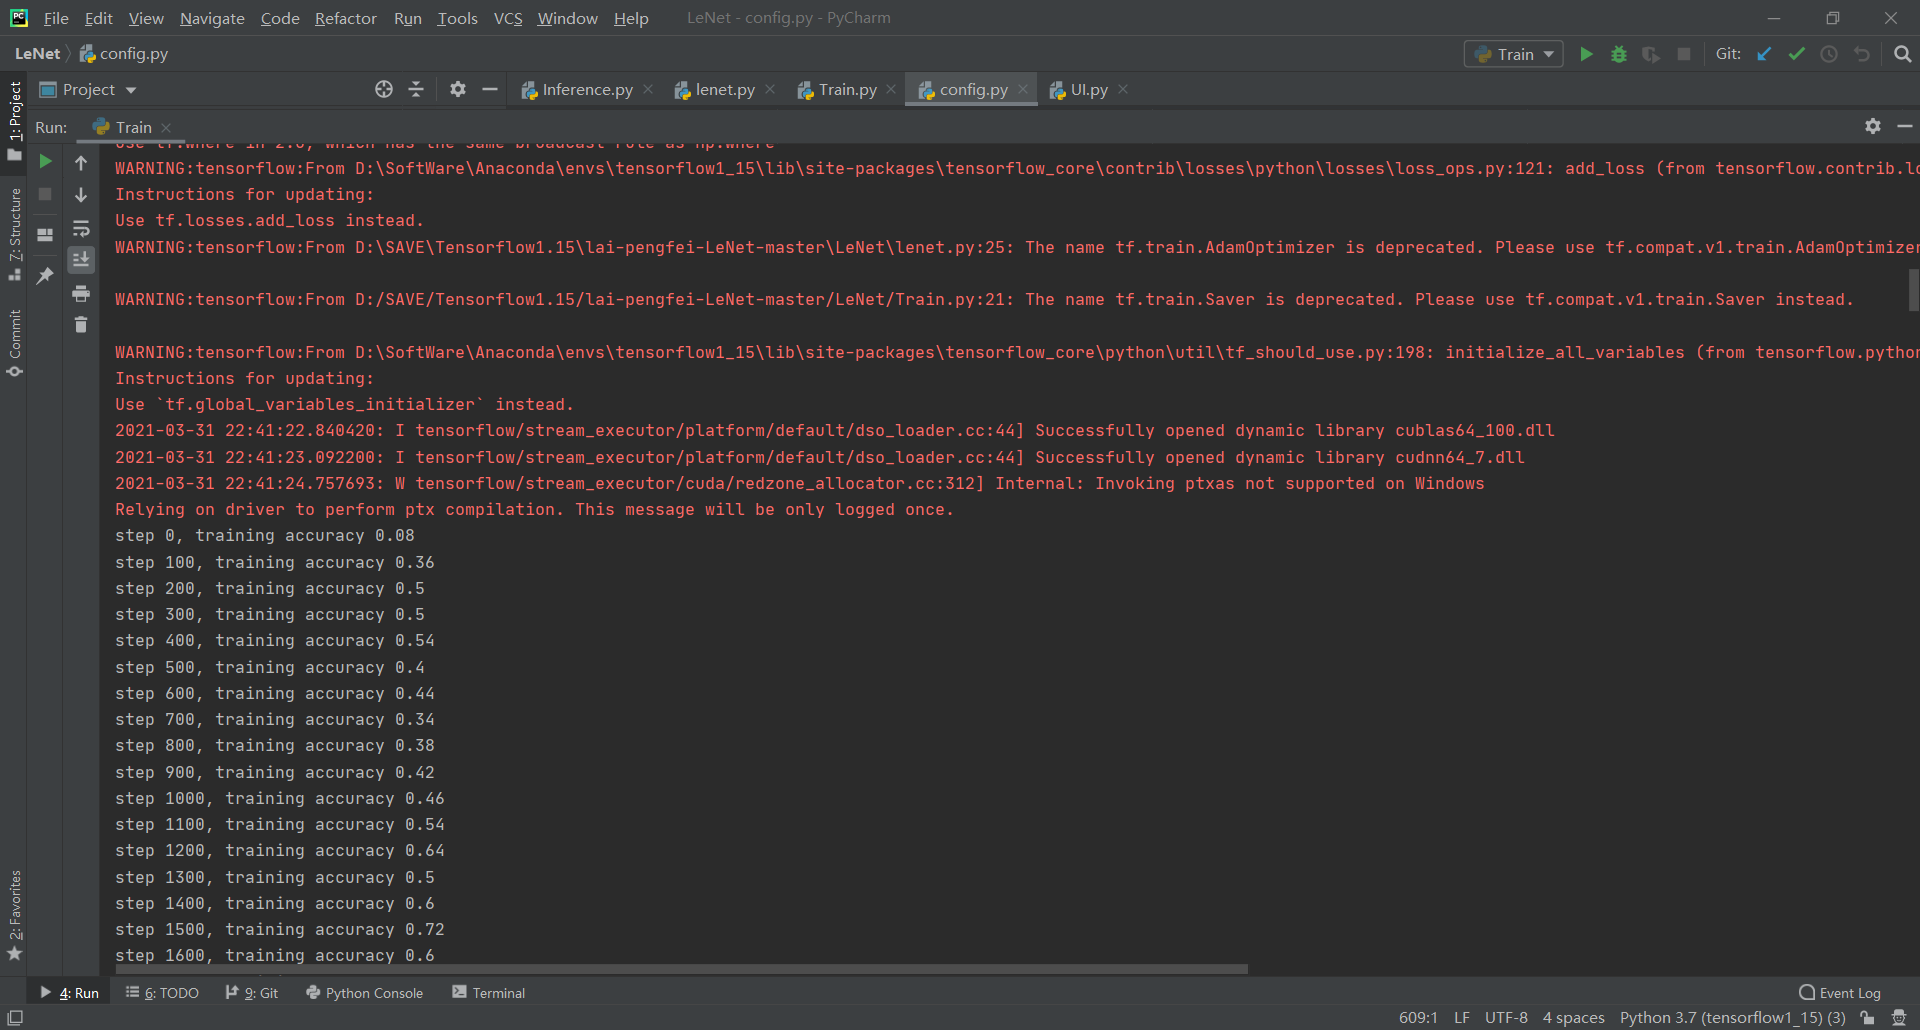 File Edit View Navigate Code Refactor Run Tools VCS Window Help LeNet - config.py - PyCharm
LeNet config.py Train Git:
Project Inference.py lenet.py Train.py config.py UI.py
Run: Train
Use tf.where in 2.0, which has the same broadcast rule as np.where
WARNING:tensorflow:From D:\SoftWare\Anaconda\envs\tensorflow1_15\lib\site-packages\tensorflow_core\contrib\losses\python\losses\loss_ops.py:121: add_loss (from tensorflow.contrib.lo
Instructions for updating:
Use tf.losses.add_loss instead.
WARNING:tensorflow:From D:\SAVE\Tensorflow1.15\lai-pengfei-LeNet-master\LeNet\lenet.py:25: The name tf.train.AdamOptimizer is deprecated. Please use tf.compat.v1.train.AdamOptimizer
WARNING:tensorflow:From D:/SAVE/Tensorflow1.15/lai-pengfei-LeNet-master/LeNet/Train.py:21: The name tf.train.Saver is deprecated. Please use tf.compat.v1.train.Saver instead.
WARNING:tensorflow:From D:\SoftWare\Anaconda\envs\tensorflow1_15\lib\site-packages\tensorflow_core\python\util\tf_should_use.py:198: initialize_all_variables (from tensorflow.python
Instructions for updating:
Use `tf.global_variables_initializer` instead.
2021-03-31 22:41:22.840420: I tensorflow/stream_executor/platform/default/dso_loader.cc:44] Successfully opened dynamic library cublas64_100.dll
2021-03-31 22:41:23.092200: I tensorflow/stream_executor/platform/default/dso_loader.cc:44] Successfully opened dynamic library cudnn64_7.dll
2021-03-31 22:41:24.757693: W tensorflow/stream_executor/cuda/redzone_allocator.cc:312] Internal: Invoking ptxas not supported on Windows
Relying on driver to perform ptx compilation. This message will be only logged once.
step 0, training accuracy 0.08
step 100, training accuracy 0.36
step 200, training accuracy 0.5
step 300, training accuracy 0.5
step 400, training accuracy 0.54
step 500, training accuracy 0.4
step 600, training accuracy 0.44
step 700, training accuracy 0.34
step 800, training accuracy 0.38
step 900, training accuracy 0.42
step 1000, training accuracy 0.46
step 1100, training accuracy 0.54
step 1200, training accuracy 0.64
step 1300, training accuracy 0.5
step 1400, training accuracy 0.6
step 1500, training accuracy 0.72
step 1600, training accuracy 0.6
1: Project
7: Structure
Commit
2: Favorites
4: Run 6: TODO 9: Git Python Console Terminal Event Log
609:1 LF UTF-8 4 spaces Python 3.7 (tensorflow1_15) (3)